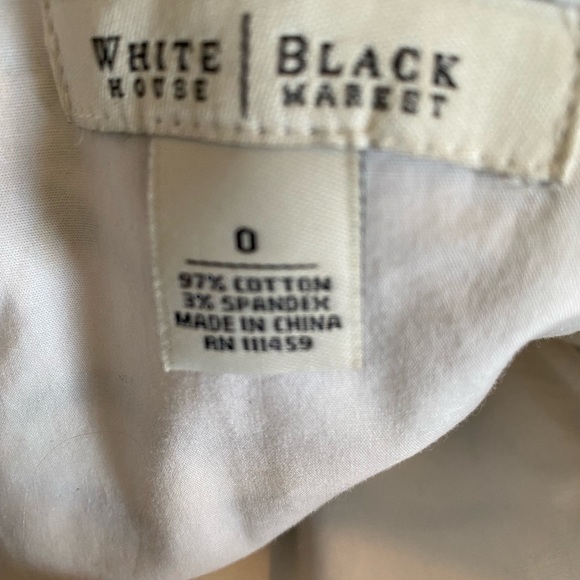 WHITE | BLACK
HOUSE | MARKET
0
97% COTTON
3% SPANDEX
MADE IN CHINA
RN 111459